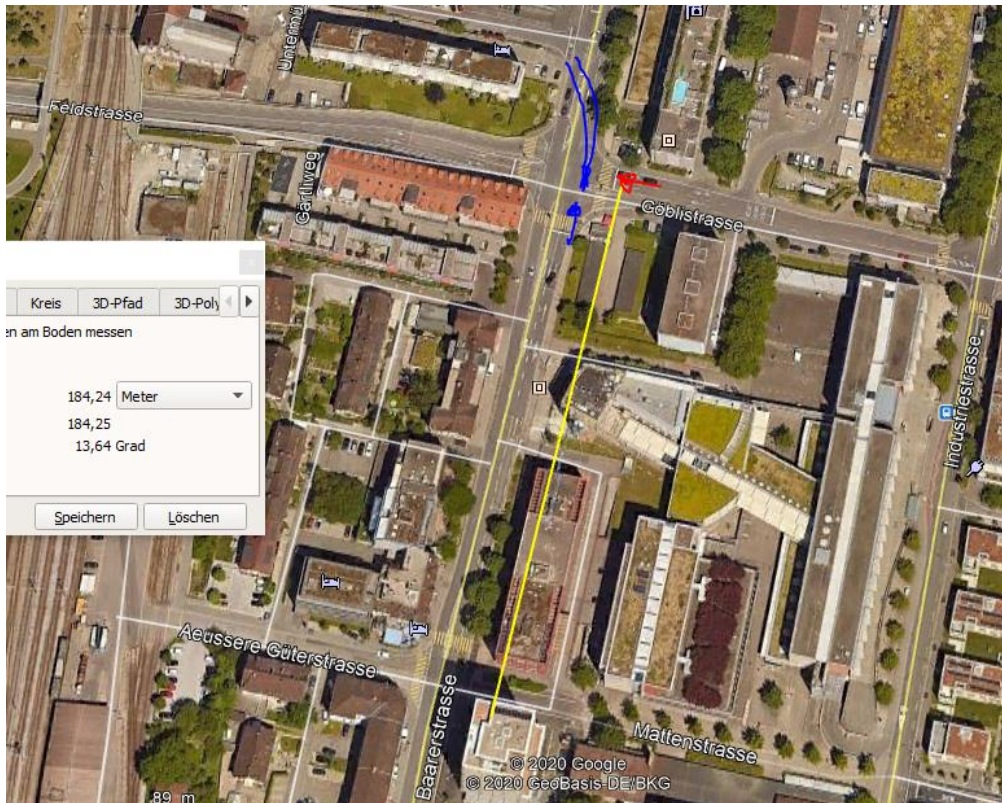 Untermü
Feldstrasse
Gärtliweg
Göblistrasse
Kreis 3D-Pfad 3D-Poly
en am Boden messen
184,24 Meter
184,25
13,64 Grad
Speichern Löschen
Industriestrasse
Aeussere Güterstrasse
Baarerstrasse
Mattenstrasse
© 2020 Google
© 2020 GeoBasis-DE/BKG
89 m